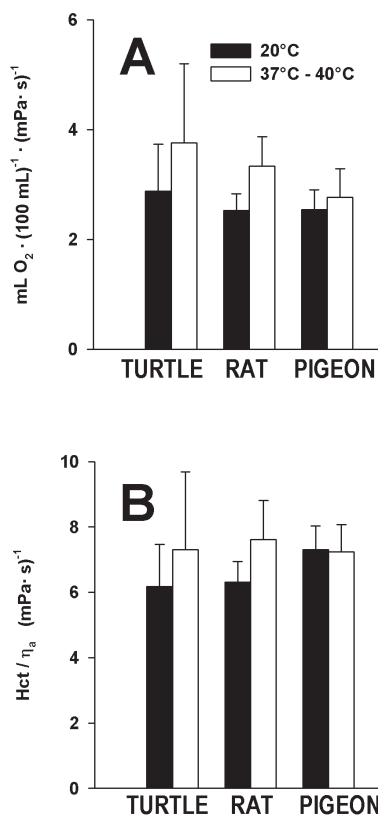 6
A
20°C
37°C - 40°C
mL O₂ · (100 mL)⁻¹ · (mPa· s)⁻¹
4
2
0
TURTLE RAT PIGEON
10
B
8
Hct / ηₐ (mPa· s)⁻¹
6
4
2
0
TURTLE RAT PIGEON